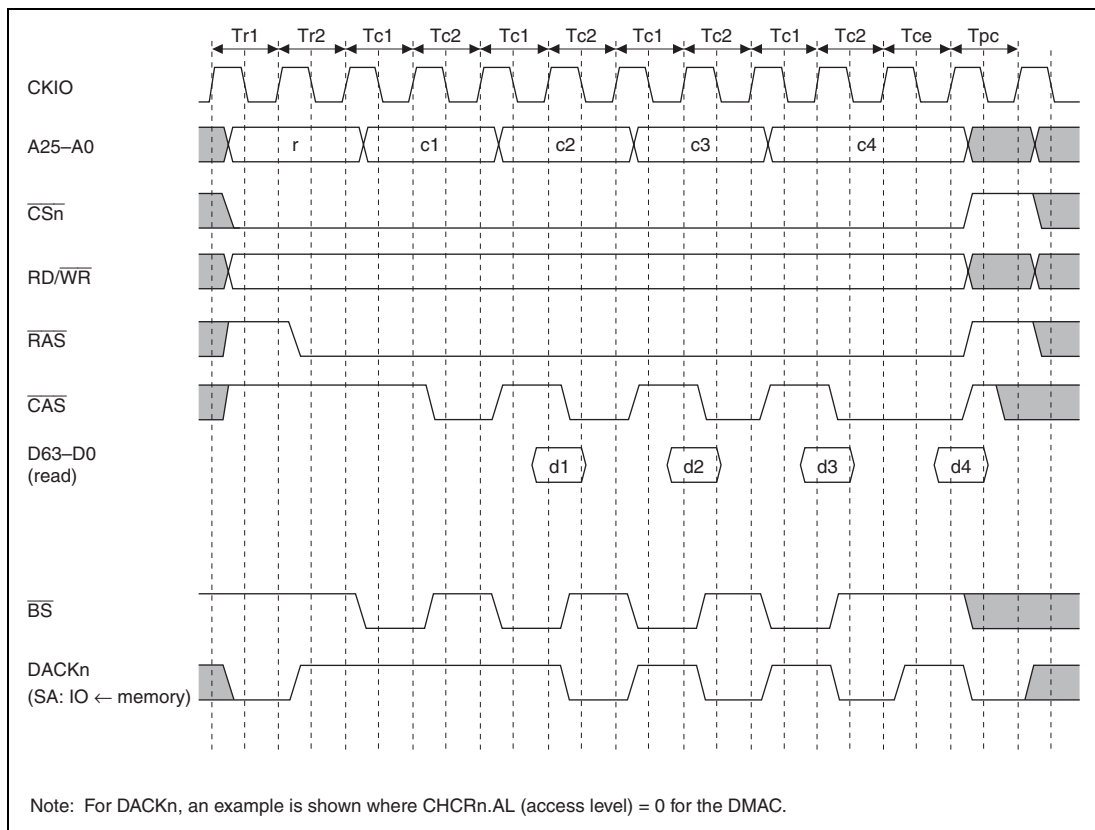 Tr1 Tr2 Tc1 Tc2 Tc1 Tc2 Tc1 Tc2 Tc1 Tc2 Tce Tpc
CKIO
A25–A0 r c1 c2 c3 c4
CSn
RD/WR
RAS
CAS
D63–D0
(read) d1 d2 d3 d4
BS
DACKn
(SA: IO ← memory)
Note: For DACKn, an example is shown where CHCRn.AL (access level) = 0 for the DMAC.